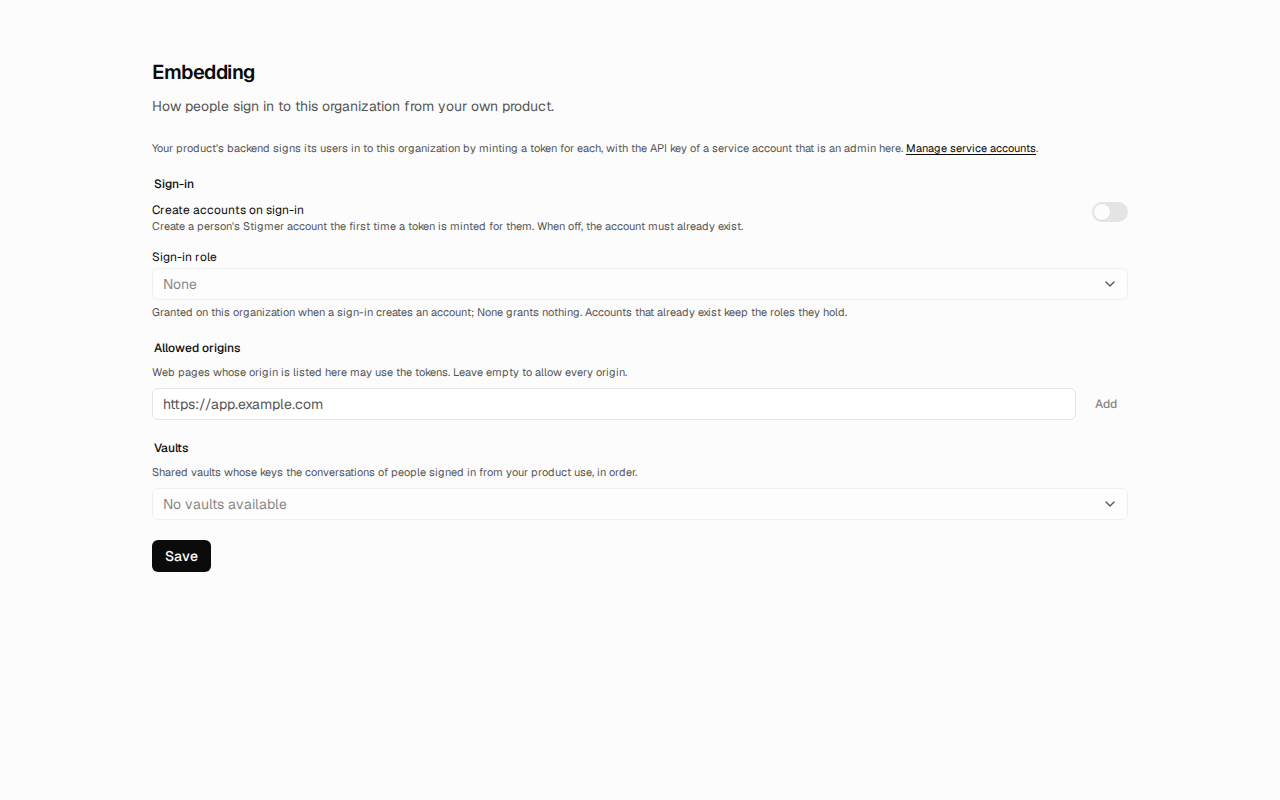 Embedding
How people sign in to this organization from your own product.
Your product's backend signs its users in to this organization by minting a token for each, with the API key of a service account that is an admin here. Manage service accounts.
Sign-in
Create accounts on sign-in
Create a person's Stigmer account the first time a token is minted for them. When off, the account must already exist.
Sign-in role
None
Granted on this organization when a sign-in creates an account; None grants nothing. Accounts that already exist keep the roles they hold.
Allowed origins
Web pages whose origin is listed here may use the tokens. Leave empty to allow every origin.
https://app.example.com
Add
Vaults
Shared vaults whose keys the conversations of people signed in from your product use, in order.
No vaults available
Save